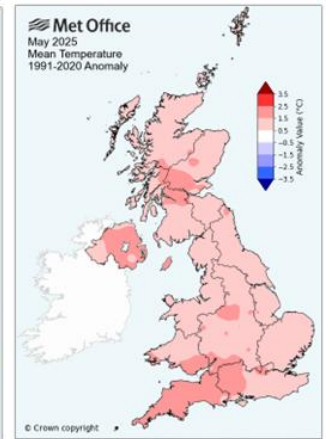 Met Office
May 2025
Mean Temperature
1991-2020 Anomaly
3.5
2.5
1.5
0.5
−0.5
−1.5
−2.5
−3.5
Anomaly Value (°C)
© Crown copyright